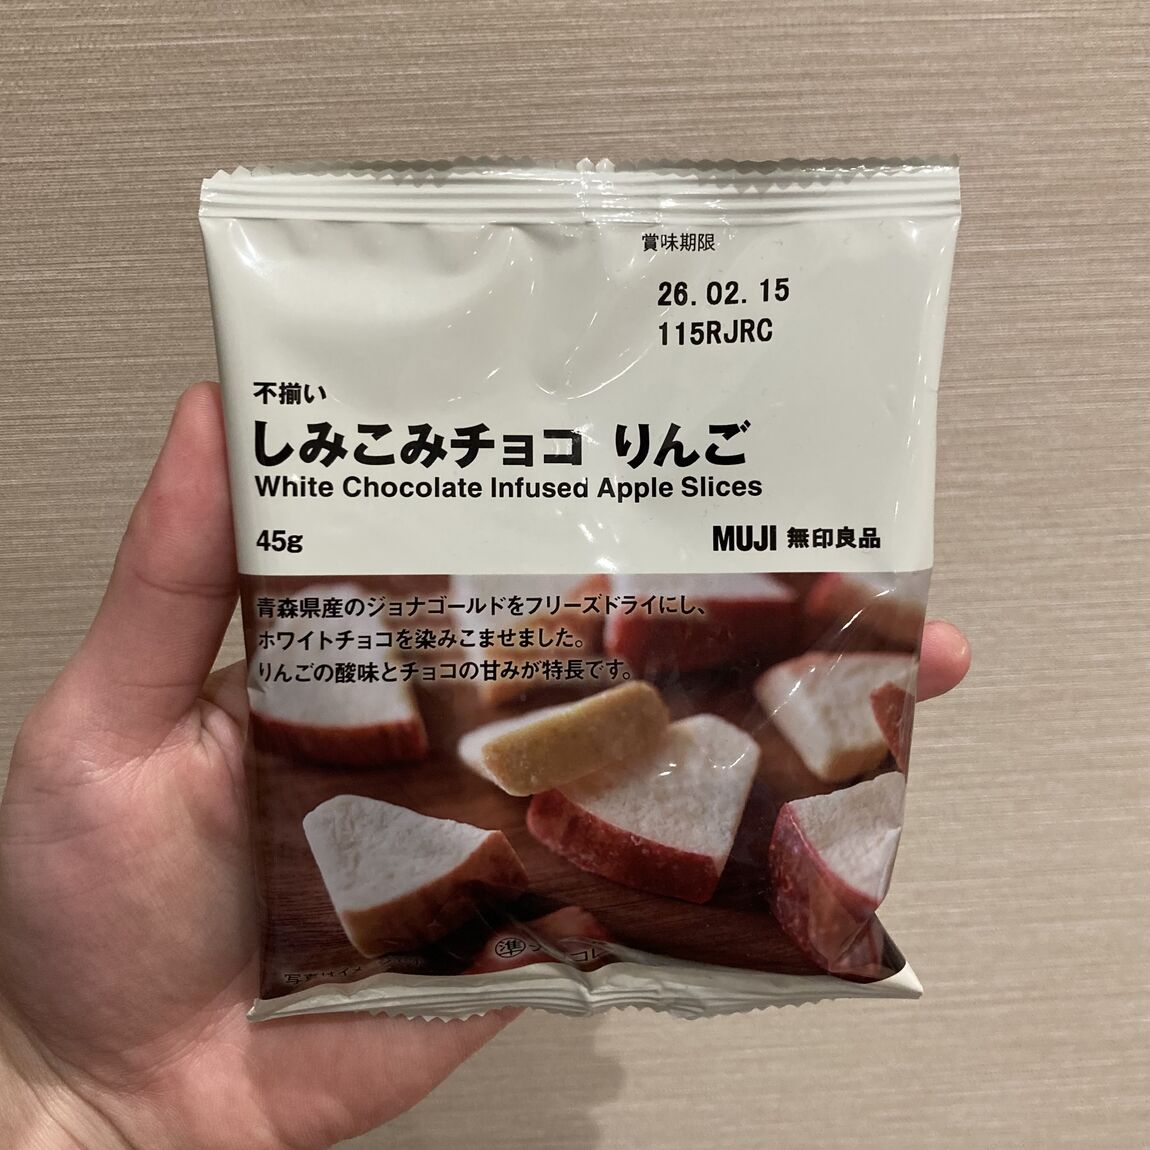 賞味期限
26.02.15
115RJRC
不揃い
しみこみチョコ りんご
White Chocolate Infused Apple Slices
45g
MUJI 無印良品
青森県産のジョナゴールドをフリーズドライにし、
ホワイトチョコを染みこませました。
りんごの酸味とチョコの甘みが特長です。
準